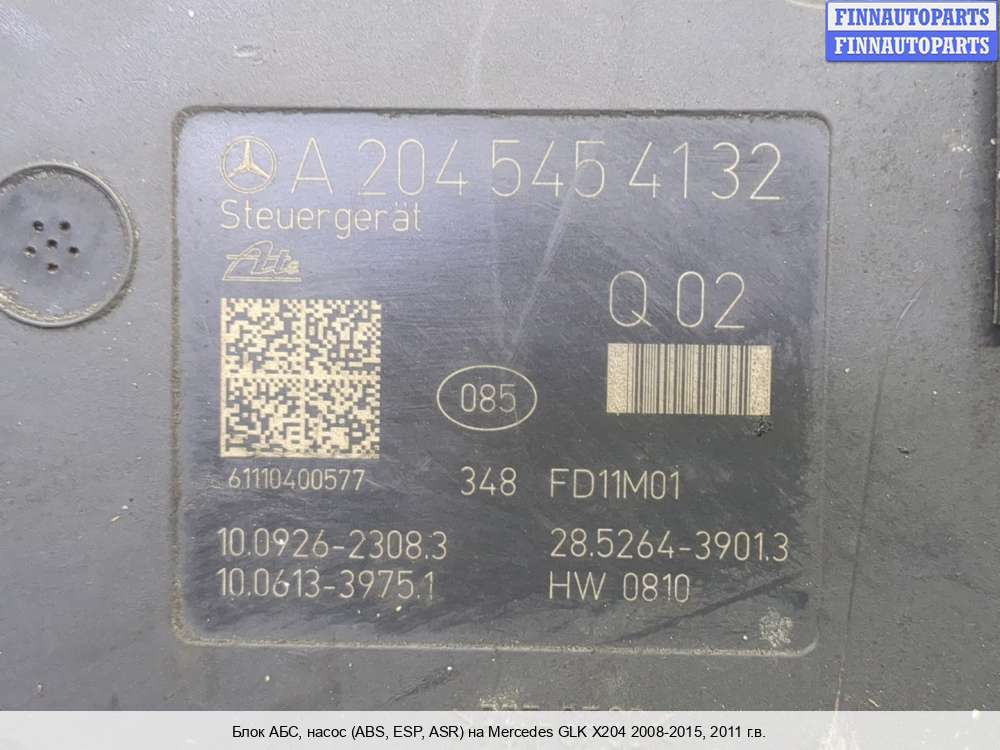 FINNAUTOPARTS
FINNAUTOPARTS
A 204 545 4132
Steuergerät
Ate
Q 02
085
61110400577
348 FD11M01
10.0926-2308.3 28.5264-3901.3
10.0613-3975.1 HW 0810
Блок АБС, насос (ABS, ESP, ASR) на Mercedes GLK X204 2008-2015, 2011 г.в.